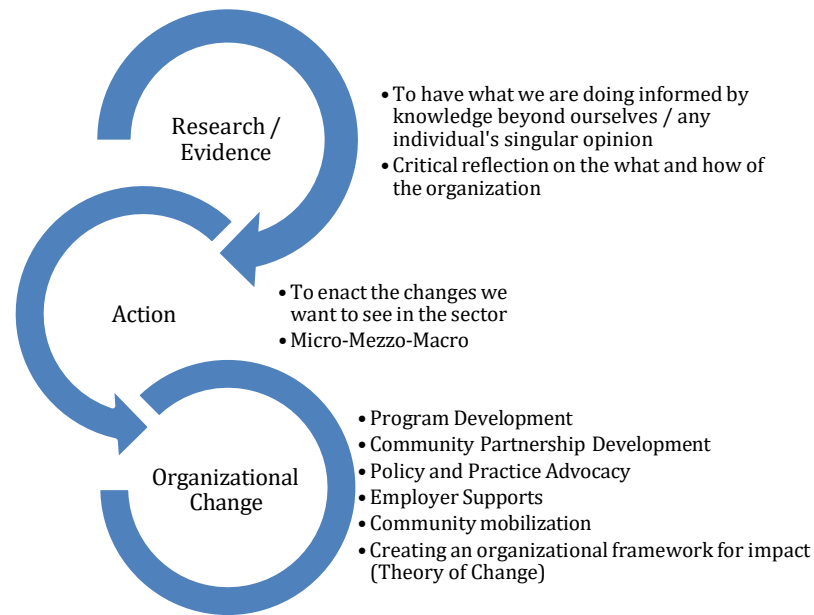 Research /
Evidence
• To have what we are doing informed by
knowledge beyond ourselves / any
individual's singular opinion
• Critical reflection on the what and how of
the organization
Action
• To enact the changes we
want to see in the sector
• Micro-Mezzo-Macro
Organizational
Change
• Program Development
• Community Partnership Development
• Policy and Practice Advocacy
• Employer Supports
• Community mobilization
• Creating an organizational framework for impact
(Theory of Change)